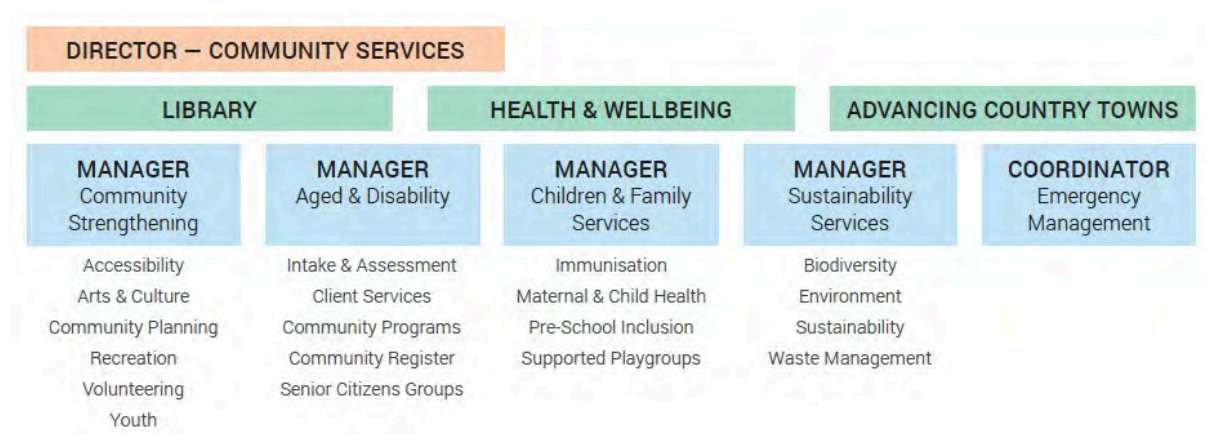 DIRECTOR — COMMUNITY SERVICES
LIBRARY
HEALTH & WELLBEING
ADVANCING COUNTRY TOWNS
MANAGER
Community
Strengthening
Accessibility
Arts & Culture
Community Planning
Recreation
Volunteering
Youth
MANAGER
Aged & Disability
Intake & Assessment
Client Services
Community Programs
Community Register
Senior Citizens Groups
MANAGER
Children & Family
Services
Immunisation
Maternal & Child Health
Pre-School Inclusion
Supported Playgroups
MANAGER
Sustainability
Services
Biodiversity
Environment
Sustainability
Waste Management
COORDINATOR
Emergency
Management